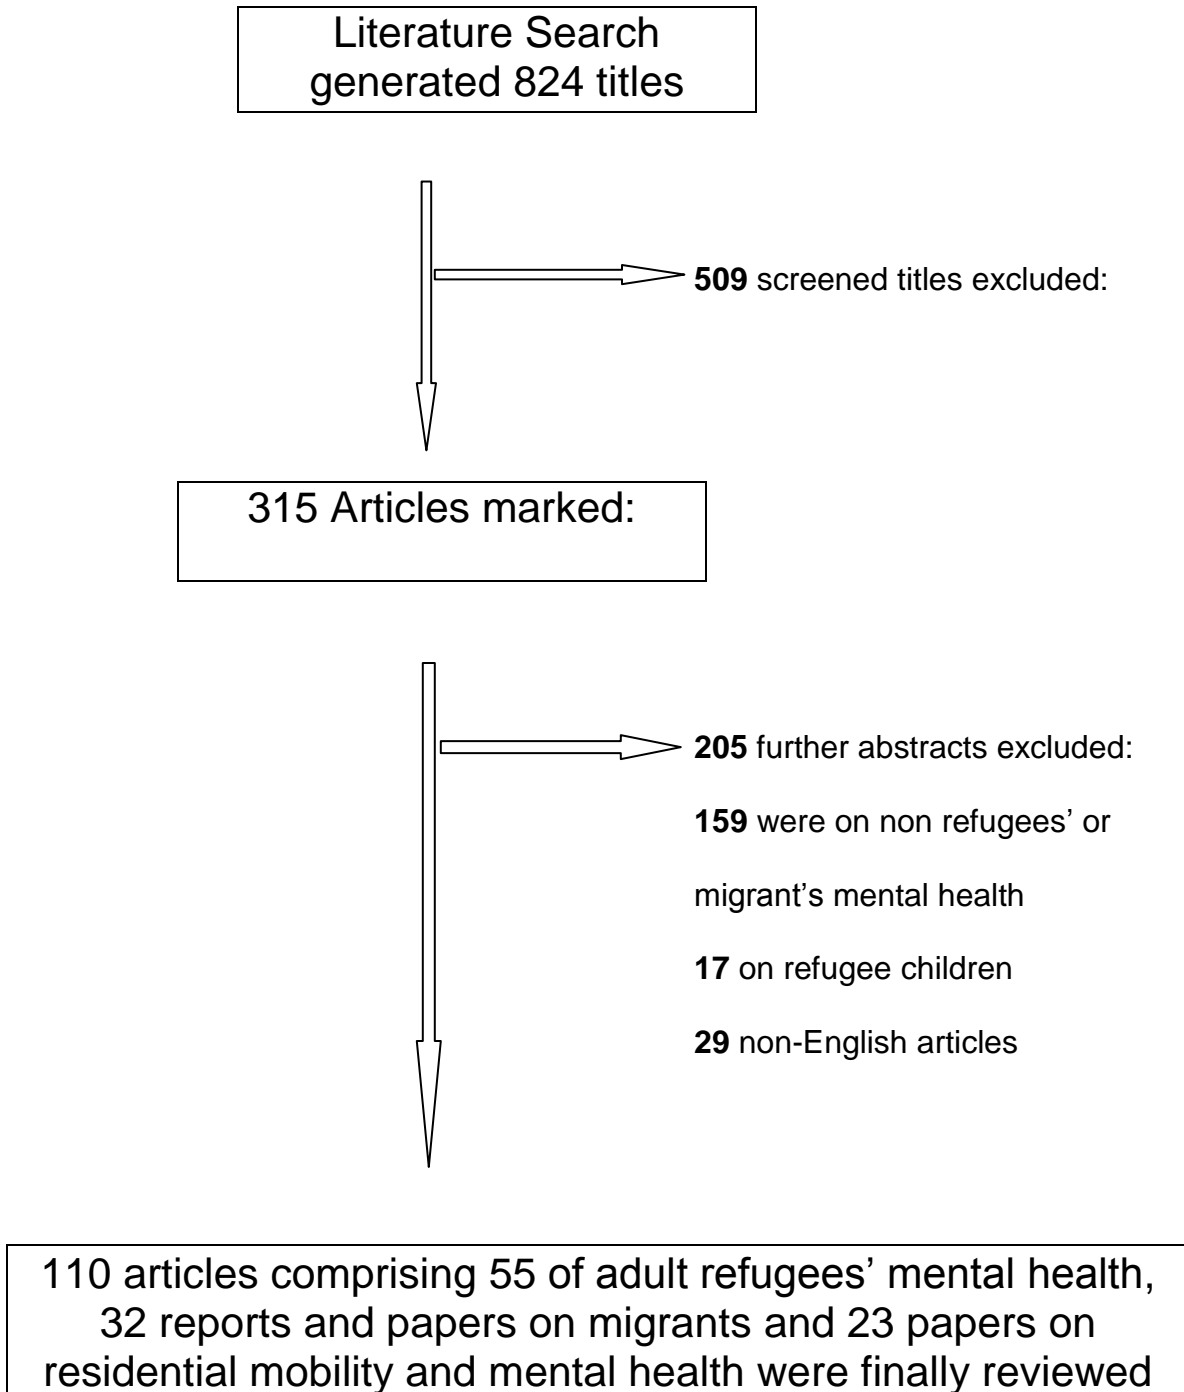 Literature Search
generated 824 titles
509 screened titles excluded:
315 Articles marked:
205 further abstracts excluded:
159 were on non refugees’ or
migrant’s mental health
17 on refugee children
29 non-English articles
110 articles comprising 55 of adult refugees’ mental health,
32 reports and papers on migrants and 23 papers on
residential mobility and mental health were finally reviewed